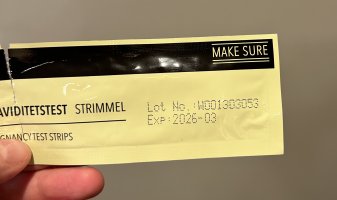 MAKE SURE
AVIDITETSTEST STRIMMEL
GNANCY TEST STRIPS
Lot No.:W001303053
Exp:2026-03